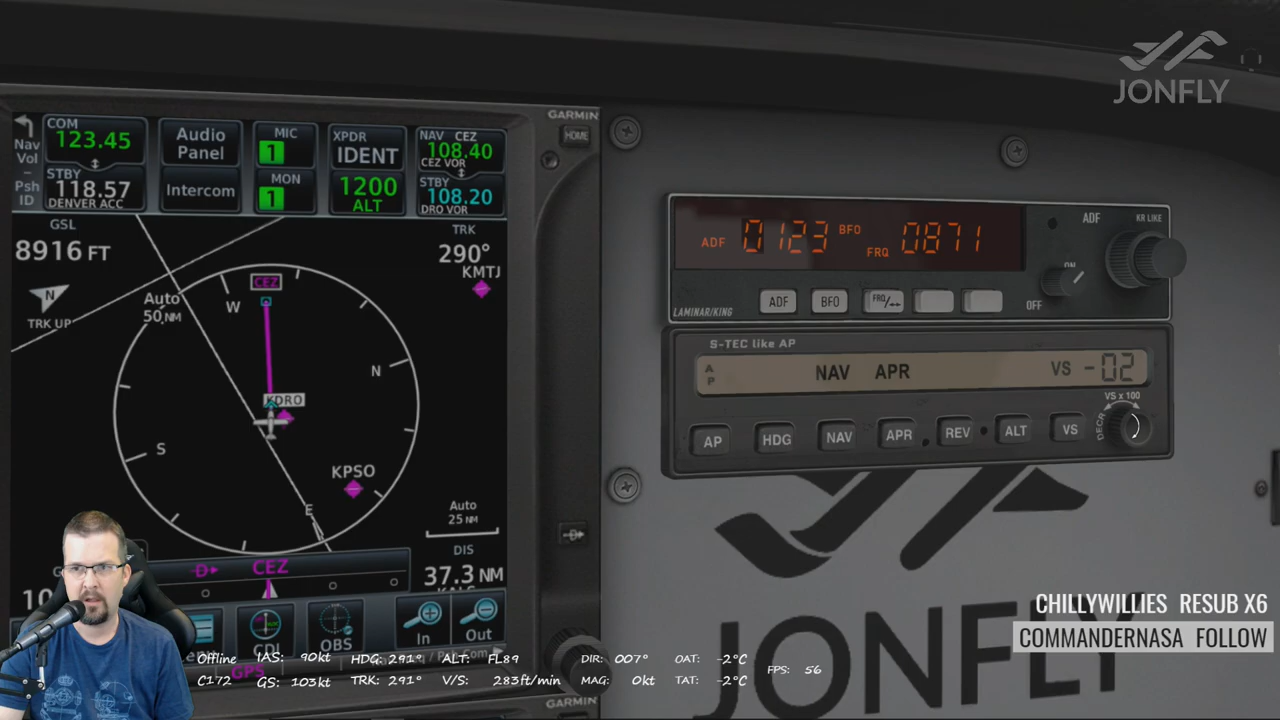 JONFLY
GARMIN
HOME
Nav
Vol
Psh
ID
COM
123.45
STBY
118.57
DENVER ACC
Audio
Panel
Intercom
MIC
1
MON
1
XPDR
IDENT
1200
ALT
NAV CEZ
108.40
CEZ VOR
STBY
108.20
DRO VOR
GSL
8916 FT
N
TRK UP
Auto
50 NM
TRK
290°
KMTJ
CEZ
W
N
S
E
KDRO
KPSO
Auto
25 NM
D CEZ
DIS
37.3 NM
10
CDI
OBS
In
Out
GPS
GARMIN
ADF 0123 BFO
FRQ 0871
ADF
KR LIKE
ON
OFF
ADF
BFO
FRQ/↔
LAMINAR/KING
S-TEC like AP
AP
NAV APR VS -02
VS x 100
DECR
AP HDG NAV APR REV ALT VS
JONFLY
CHILLYWILLIES RESUB X6
COMMANDERNASA FOLLOW
Offline IAS: 90kt HDG: 291° ALT: FL89 DIR: 007° OAT: -2°C FPS: 56
C172 GS: 103kt TRK: 291° V/S: 283ft/min MAG: 0kt TAT: -2°C